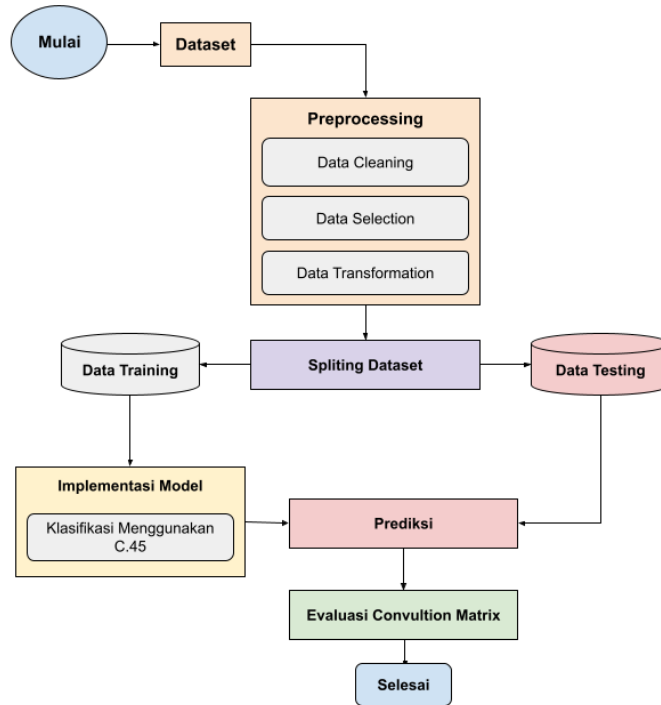 Mulai
Dataset
Preprocessing
Data Cleaning
Data Selection
Data Transformation
Data Training
Spliting Dataset
Data Testing
Implementasi Model
Klasifikasi Menggunakan
C.45
Prediksi
Evaluasi Convultion Matrix
Selesai